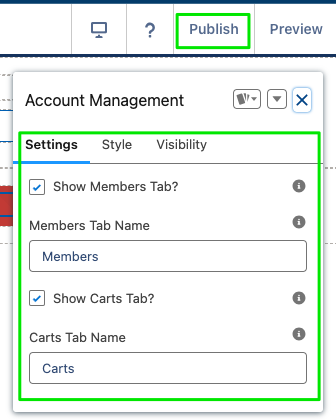 ? Publish Preview
Account Management
Settings Style Visibility
Show Members Tab?
Members Tab Name
Members
Show Carts Tab?
Carts Tab Name
Carts